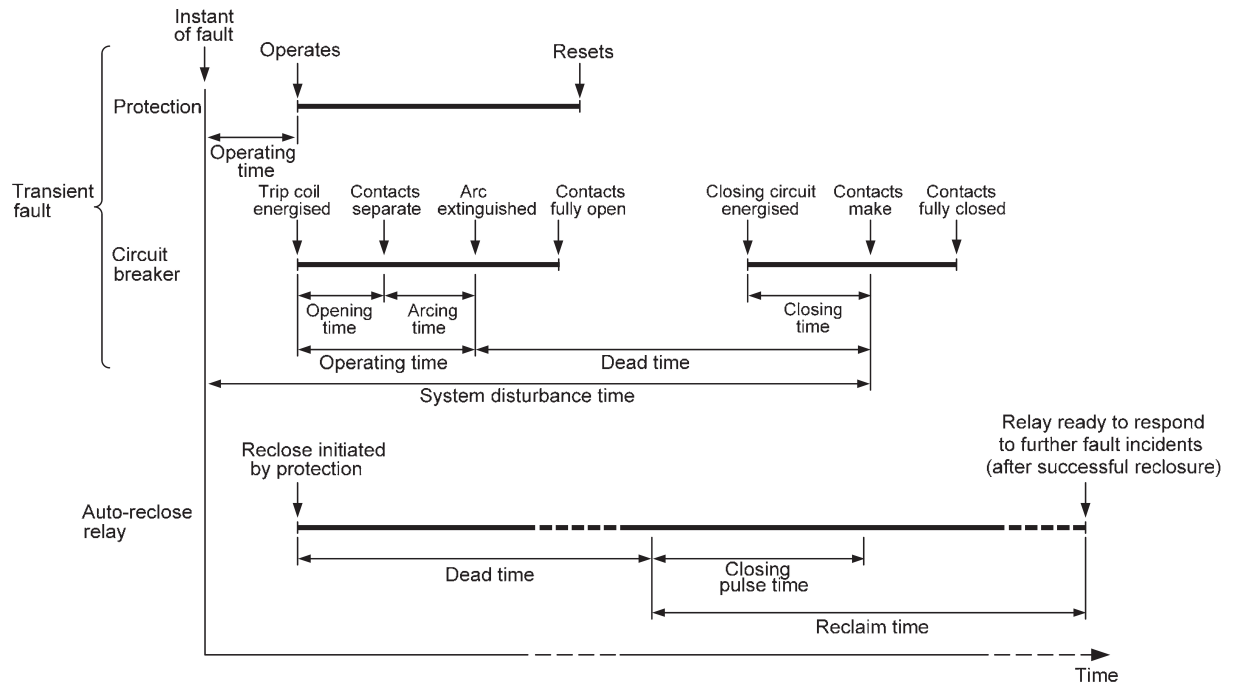 Instant
of fault
Operates
Resets
Protection
Operating
time
Transient
fault
Trip coil
energised
Contacts
separate
Arc
extinguished
Contacts
fully open
Closing circuit
energised
Contacts
make
Contacts
fully closed
Circuit
breaker
Opening
time
Arcing
time
Closing
time
Operating time
Dead time
System disturbance time
Reclose initiated
by protection
Relay ready to respond
to further fault incidents
(after successful reclosure)
Auto-reclose
relay
Dead time
Closing
pulse time
Reclaim time
Time